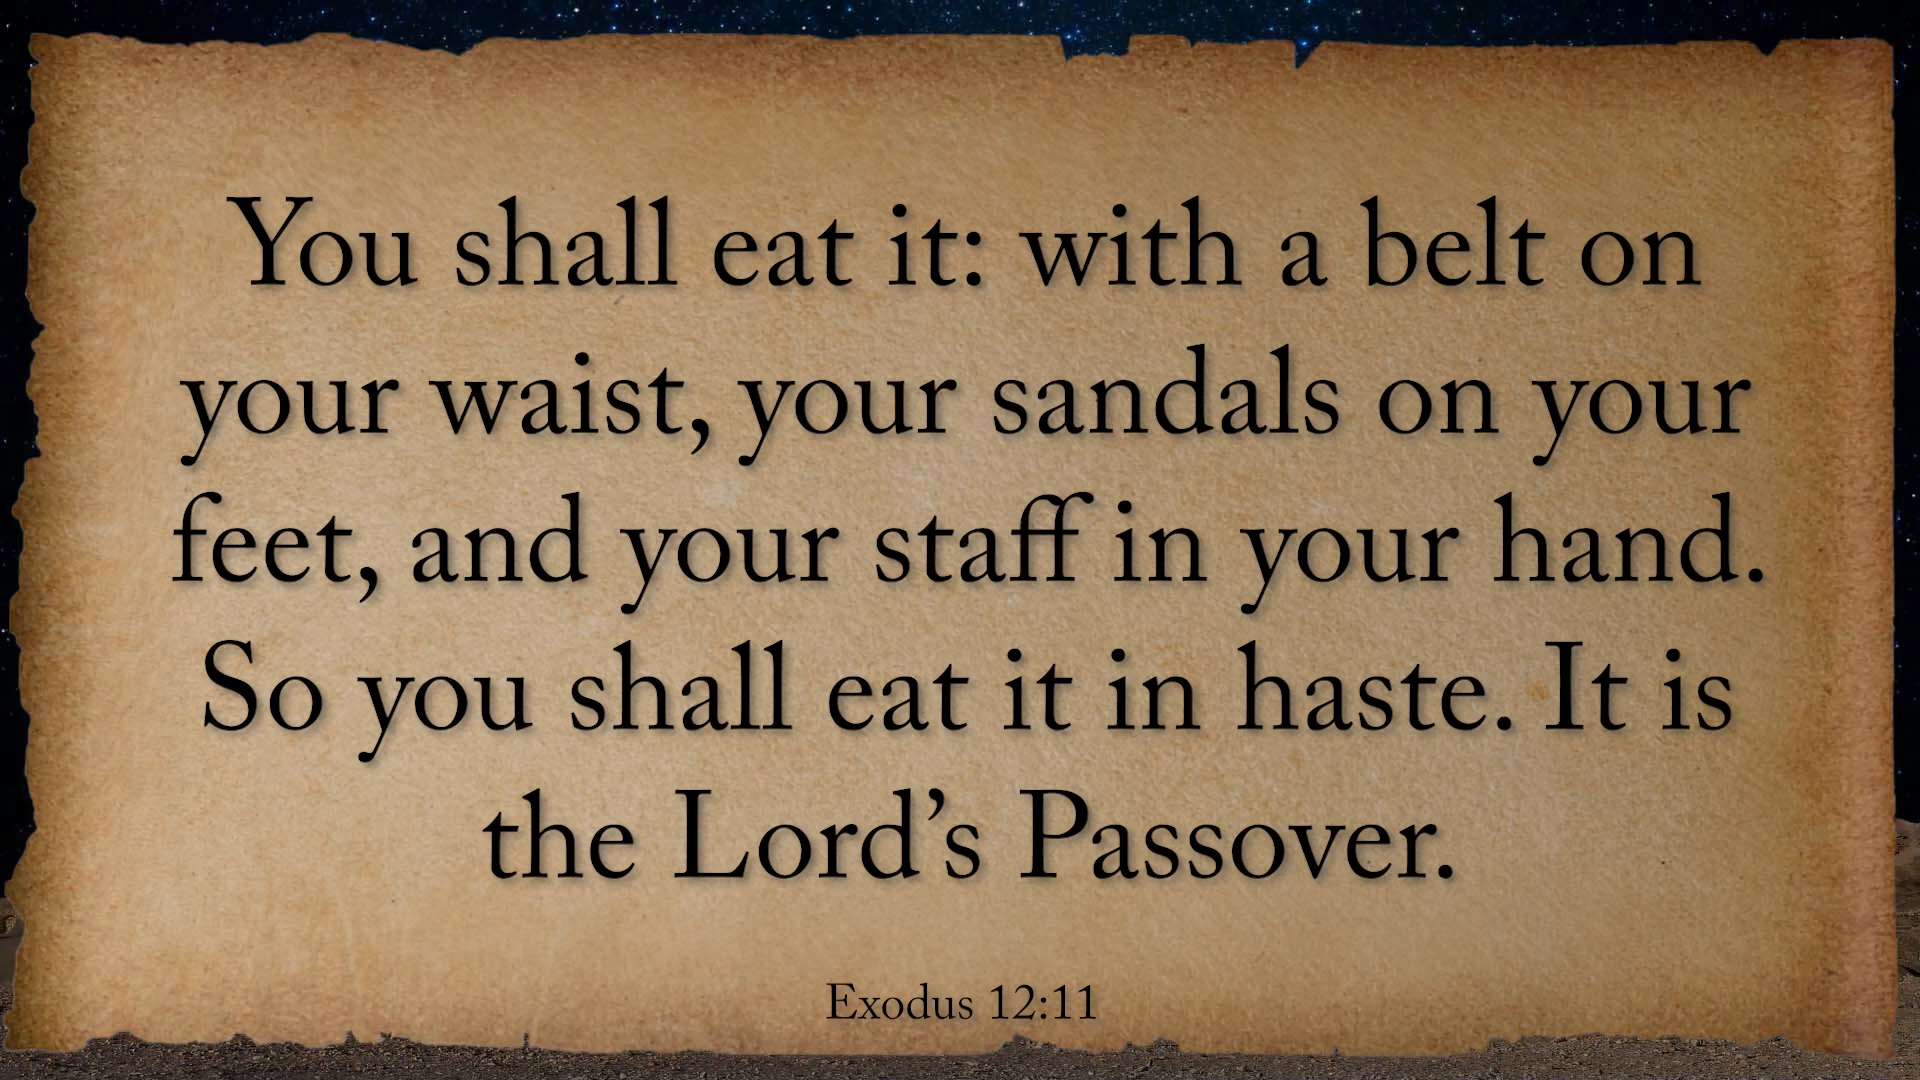 You shall eat it: with a belt on
your waist, your sandals on your
feet, and your staff in your hand.
So you shall eat it in haste. It is
the Lord’s Passover.
Exodus 12:11